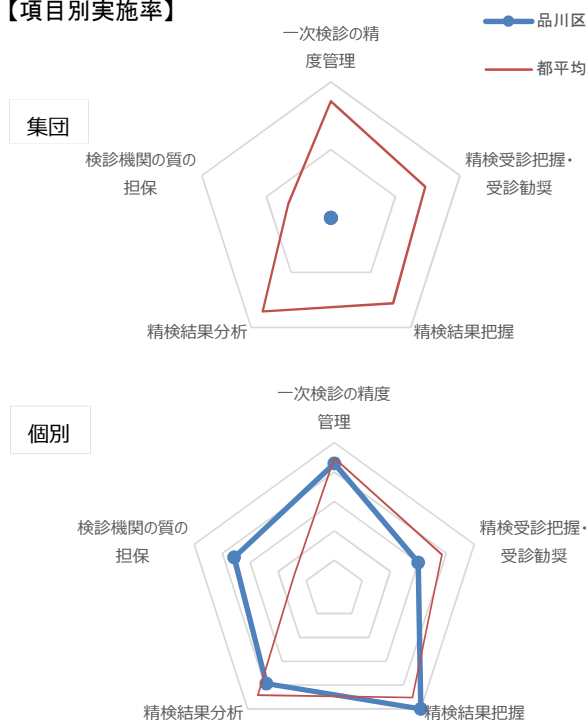 【項目別実施率】
品川区
都平均
集団
一次検診の精
度管理
検診機関の質の
担保
精検受診把握・
受診勧奨
精検結果分析
精検結果把握
個別
一次検診の精度
管理
検診機関の質の
担保
精検受診把握・
受診勧奨
精検結果分析
精検結果把握